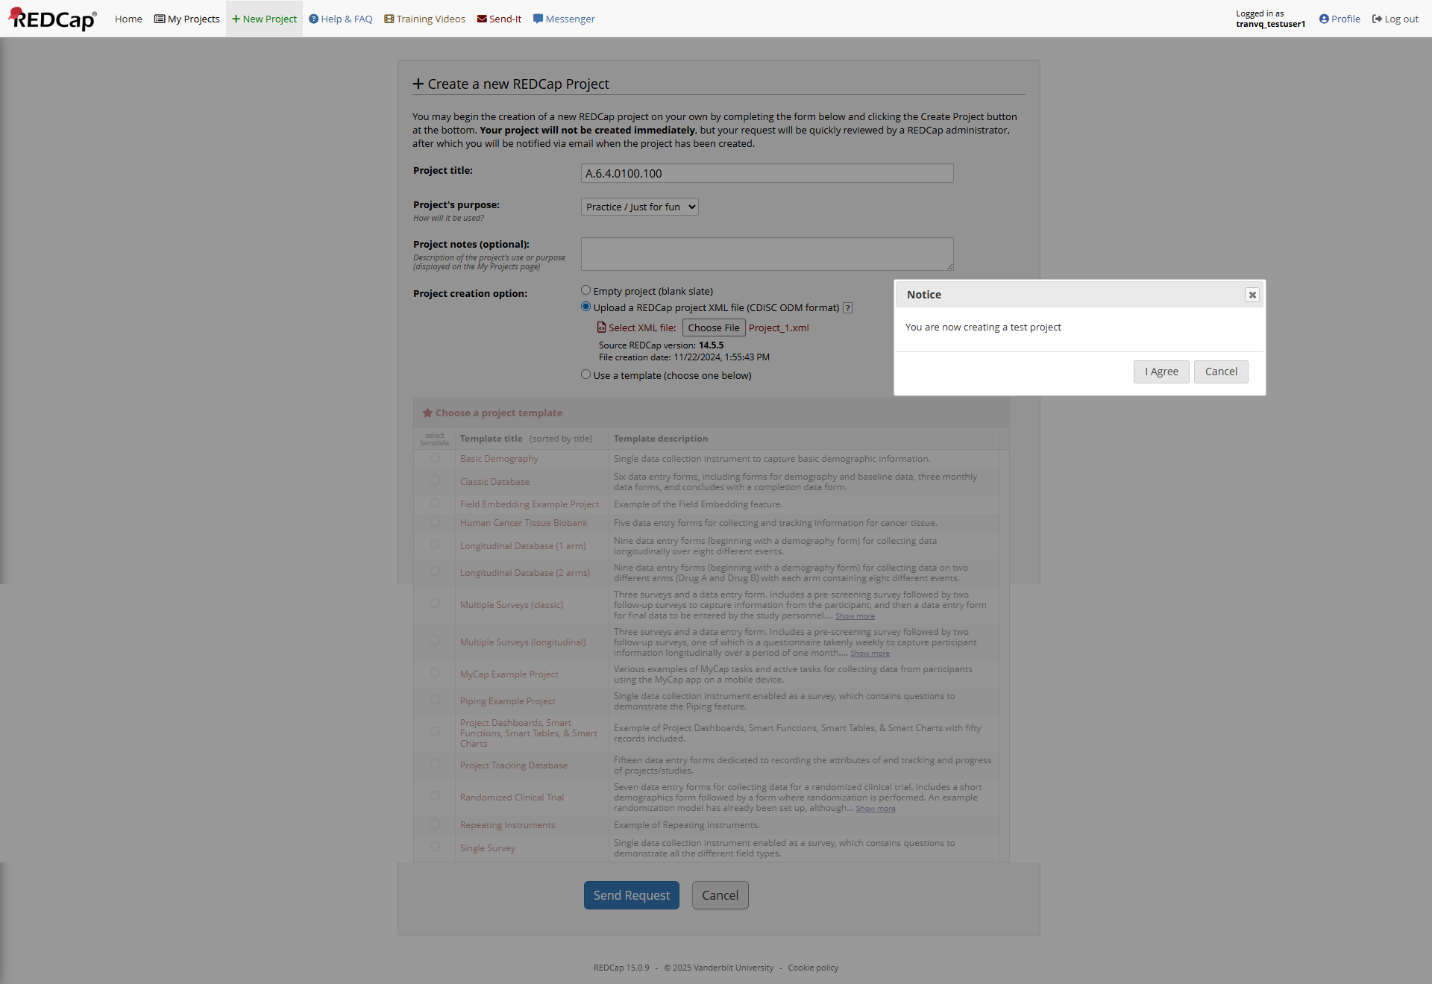 REDCap® Home My Projects + New Project ? Help & FAQ Training Videos Send-It Messenger Logged in as Profile Log out
tranvq_testuser1
+ Create a new REDCap Project
You may begin the creation of a new REDCap project on your own by completing the form below and clicking the Create Project button
at the bottom. Your project will not be created immediately, but your request will be quickly reviewed by a REDCap administrator,
after which you will be notified via email when the project has been created.
Project title: A.6.4.0100.100
Project's purpose: Practice / Just for fun
How will it be used?
Project notes (optional):
Description of the project's use or purpose
(displayed on the My Projects page)
Project creation option: Empty project (blank slate)
Upload a REDCap project XML file (CDISC ODM format) ?
Select XML file: Choose File Project_1.xml
Source REDCap version: 14.5.5
File creation date: 11/22/2024, 1:55:43 PM
Use a template (choose one below)
Notice
You are now creating a test project
I Agree Cancel
Choose a project template
select
template
Template title (sorted by title) Template description
Basic Demography Single data collection instrument to capture basic demographic information.
Classic Database Six data entry forms, including forms for demography and baseline data, three monthly
data forms, and concludes with a completion data form.
Field Embedding Example Project Example of the Field Embedding feature.
Human Cancer Tissue Biobank Five data entry forms for collecting and tracking information for cancer tissue.
Longitudinal Database (1 arm) Nine data entry forms (beginning with a demography form) for collecting data
longitudinally over eight different events.
Longitudinal Database (2 arms) Nine data entry forms (beginning with a demography form) for collecting data on two
different arms (Drug A and Drug B) with each arm containing eight different events.
Multiple Surveys (classic) Three surveys and a data entry form. Includes a pre-screening survey followed by two
follow-up surveys to capture information from the participant, and then a data entry form
for final data to be entered by the study personnel.... Show more
Multiple Surveys (longitudinal) Three surveys and a data entry form. Includes a pre-screening survey followed by two
follow-up surveys, one of which is a questionnaire takenly weekly to capture participant
information longitudinally over a period of one month.... Show more
MyCap Example Project Various examples of MyCap tasks and active tasks for collecting data from participants
using the MyCap app on a mobile device.
Piping Example Project Single data collection instrument enabled as a survey, which contains questions to
demonstrate the Piping feature.
Project Dashboards, Smart
Functions, Smart Tables, & Smart
Charts
Example of Project Dashboards, Smart Functions, Smart Tables, & Smart Charts with fifty
records included.
Project Tracking Database Fifteen data entry forms dedicated to recording the attributes of and tracking and progress
of projects/studies.
Randomized Clinical Trial Seven data entry forms for collecting data for a randomized clinical trial. Includes a short
demographics form followed by a form where randomization is performed. An example
randomization model has already been set up, although... Show more
Repeating Instruments Example of Repeating Instruments.
Single Survey Single data collection instrument enabled as a survey, which contains questions to
demonstrate all the different field types.
Send Request Cancel
REDCap 15.0.9 - © 2025 Vanderbilt University - Cookie policy